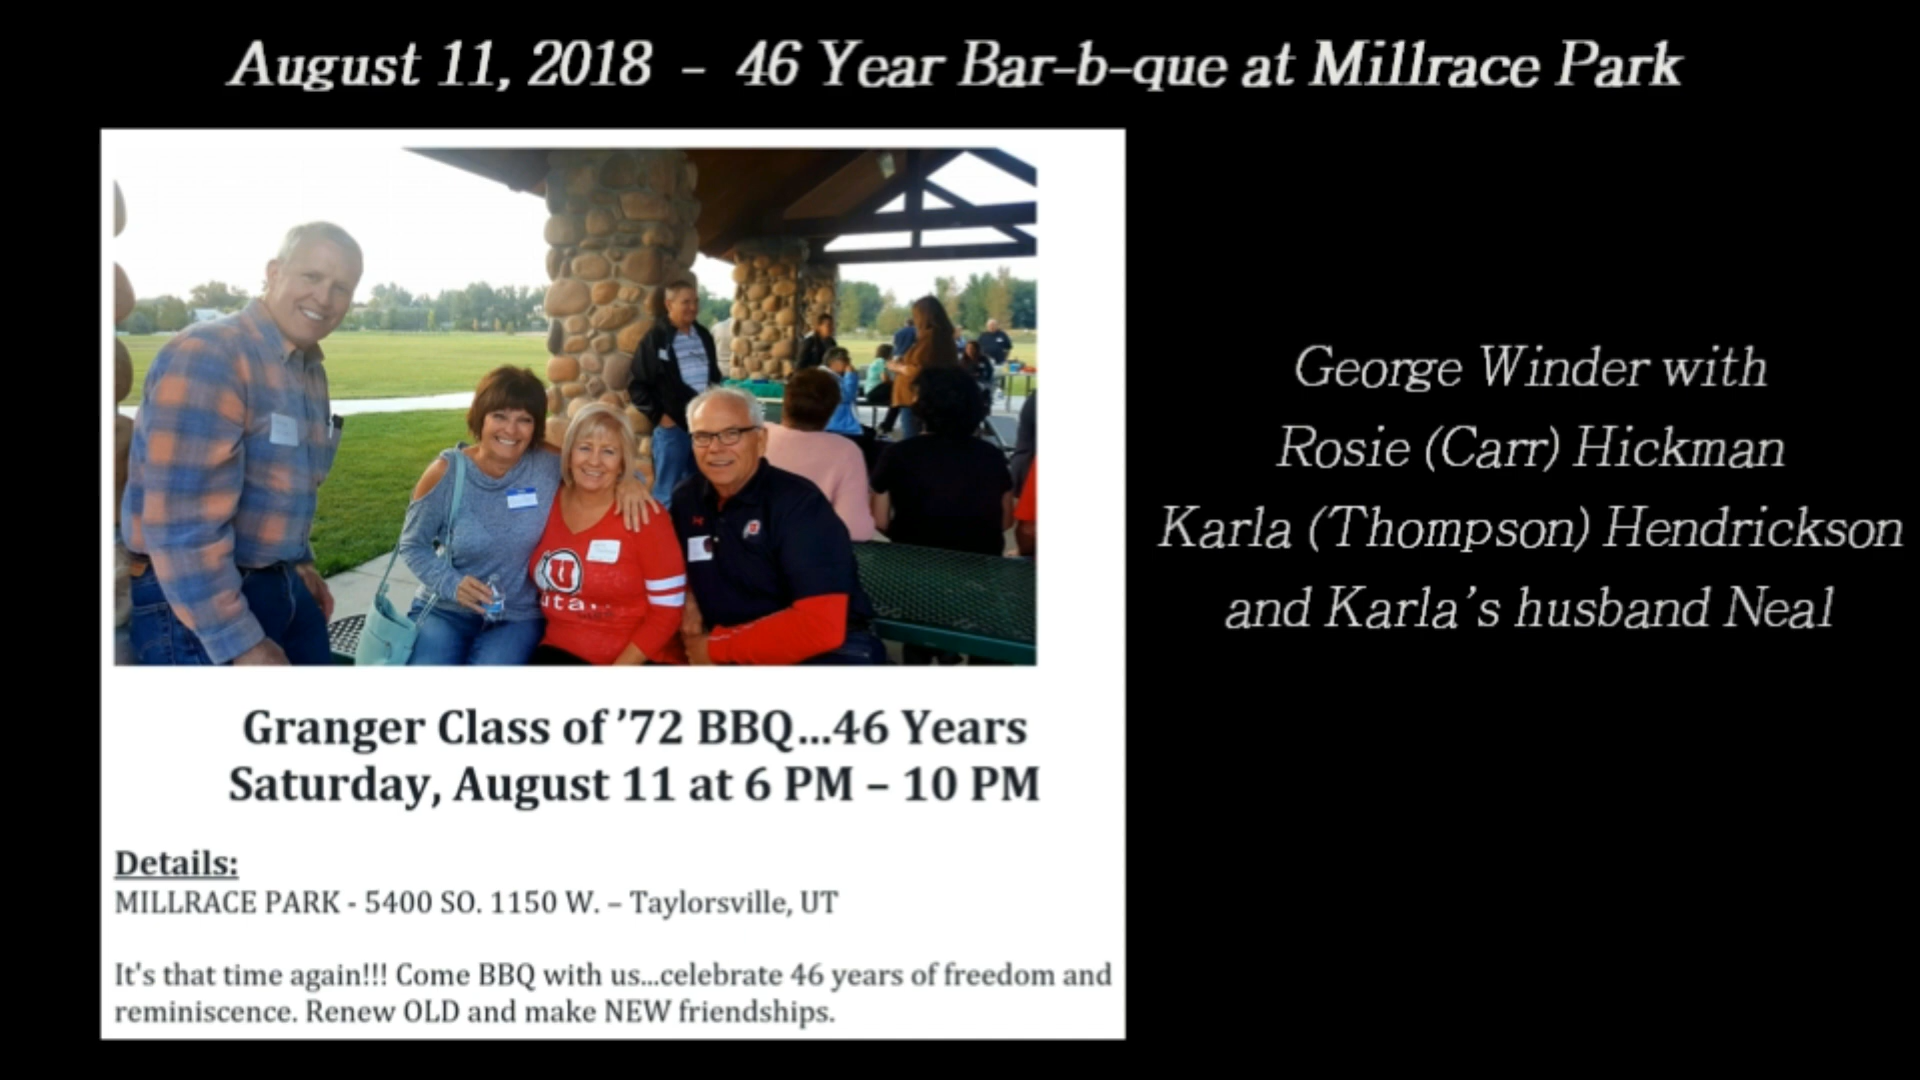 August 11, 2018 - 46 Year Bar-b-que at Millrace Park
George Winder with
Rosie (Carr) Hickman
Karla (Thompson) Hendrickson
and Karla's husband Neal
U
Granger Class of ’72 BBQ...46 Years
Saturday, August 11 at 6 PM – 10 PM
Details:
MILLRACE PARK - 5400 SO. 1150 W. – Taylorsville, UT
It's that time again!!! Come BBQ with us...celebrate 46 years of freedom and
reminiscence. Renew OLD and make NEW friendships.